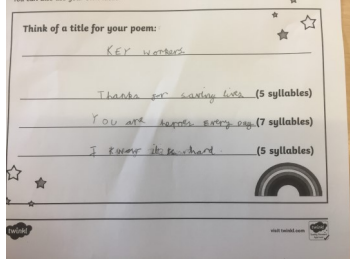 Think of a title for your poem:
KEY workers
Thanks for saving lives (5 syllables)
You are heroes every day (7 syllables)
I know it is hard. (5 syllables)
twinkl
visit twinkl.com
twinkl